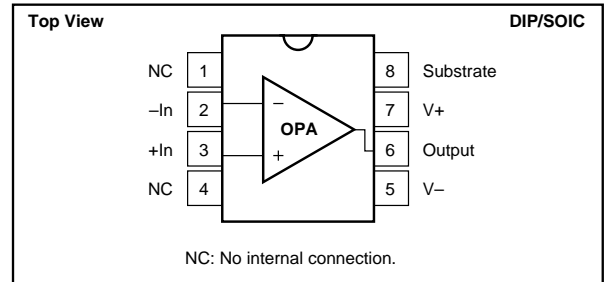 Top View DIP/SOIC
NC 1 8 Substrate
–In 2 – 7 V+
OPA
+In 3 + 6 Output
NC 4 5 V–
NC: No internal connection.